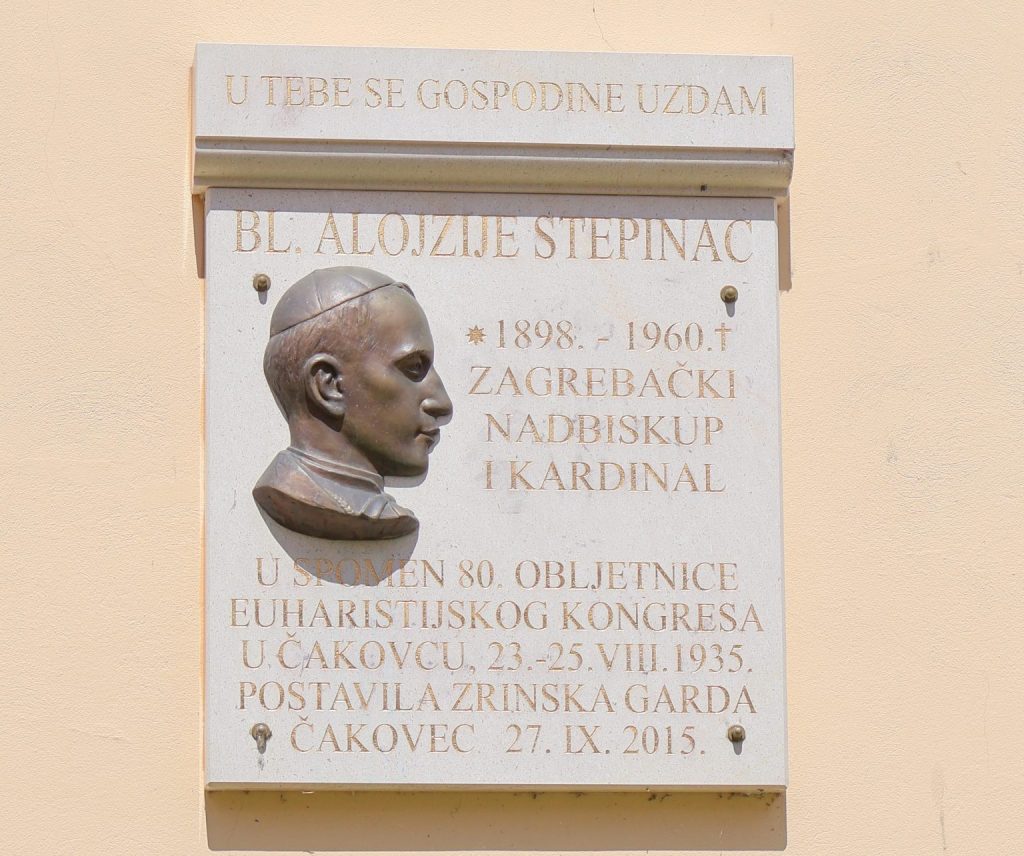 U TEBE SE GOSPODINE UZDAM
BL. ALOJZIJE STEPINAC
*1898. - 1960.†
ZAGREBAČKI
NADBISKUP
I KARDINAL
U SPOMEN 80. OBLJETNICE
EUHARISTIJSKOG KONGRESA
U ČAKOVCU, 23.-25.VIII.1935.
POSTAVILA ZRINSKA GARDA
ČAKOVEC 27. IX. 2015.